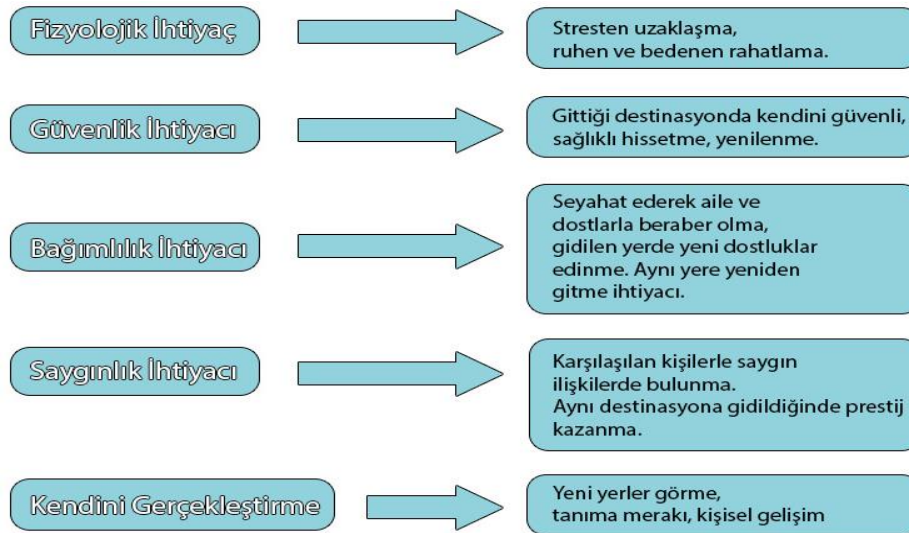 Fizyolojik İhtiyaç
Stresten uzaklaşma,
ruhen ve bedenen rahatlama.
Güvenlik İhtiyacı
Gittiği destinasyonda kendini güvenli,
sağlıklı hissetme, yenilenme.
Bağımlılık İhtiyacı
Seyahat ederek aile ve
dostlarla beraber olma,
gidilen yerde yeni dostluklar
edinme. Aynı yere yeniden
gitme ihtiyacı.
Saygınlık İhtiyacı
Karşılaşılan kişilerle saygın
ilişkilerde bulunma.
Aynı destinasyona gidildiğinde prestij
kazanma.
Kendini Gerçekleştirme
Yeni yerler görme,
tanıma merakı, kişisel gelişim